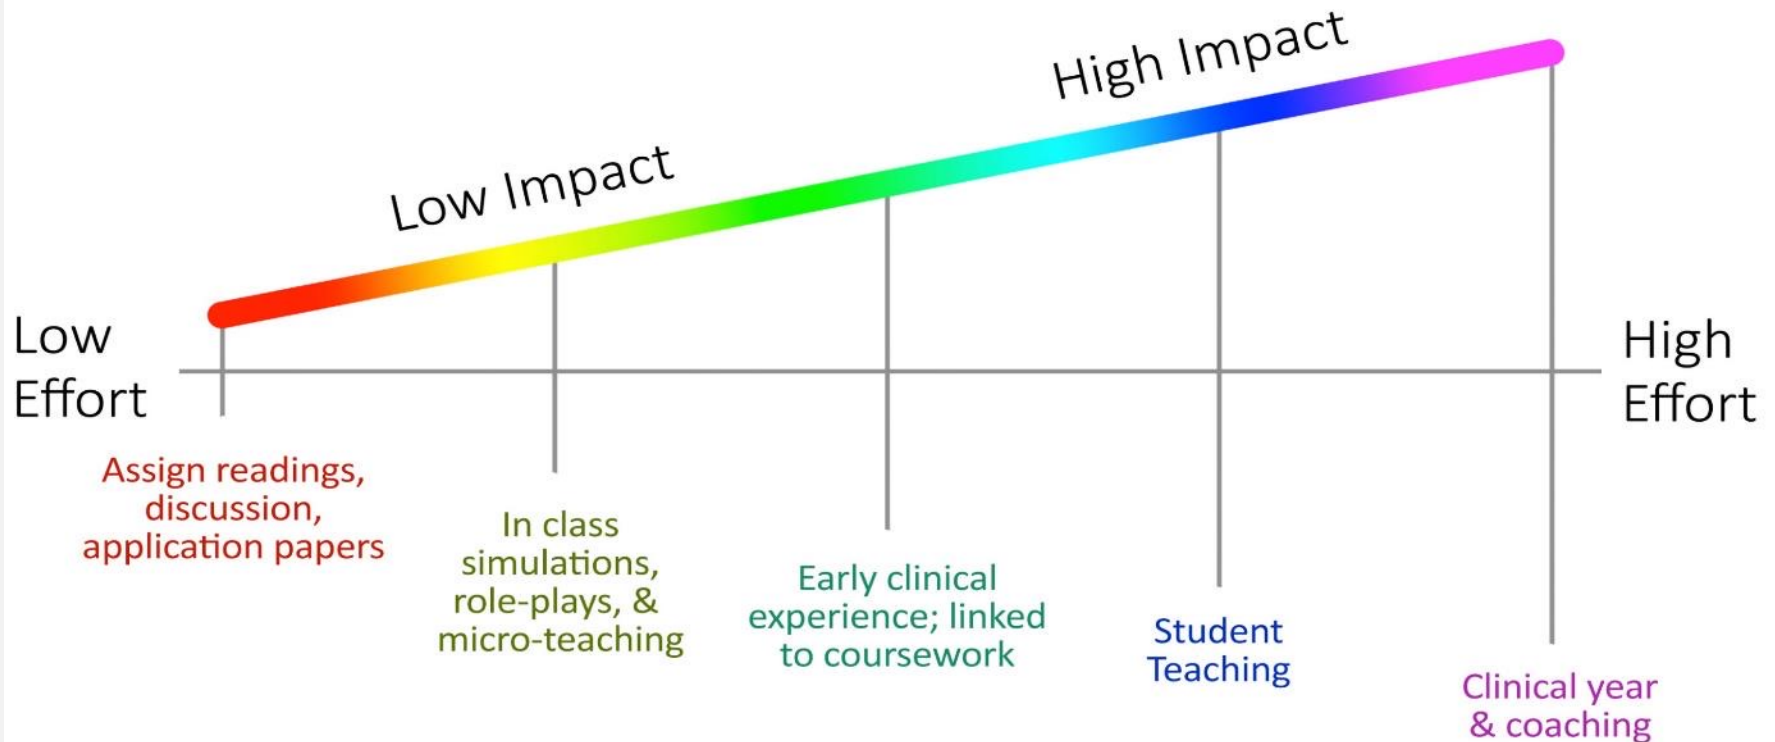 High Impact
Low Impact
Low
Effort
High
Effort
Assign readings,
discussion,
application papers
In class
simulations,
role-plays, &
micro-teaching
Early clinical
experience; linked
to coursework
Student
Teaching
Clinical year
& coaching